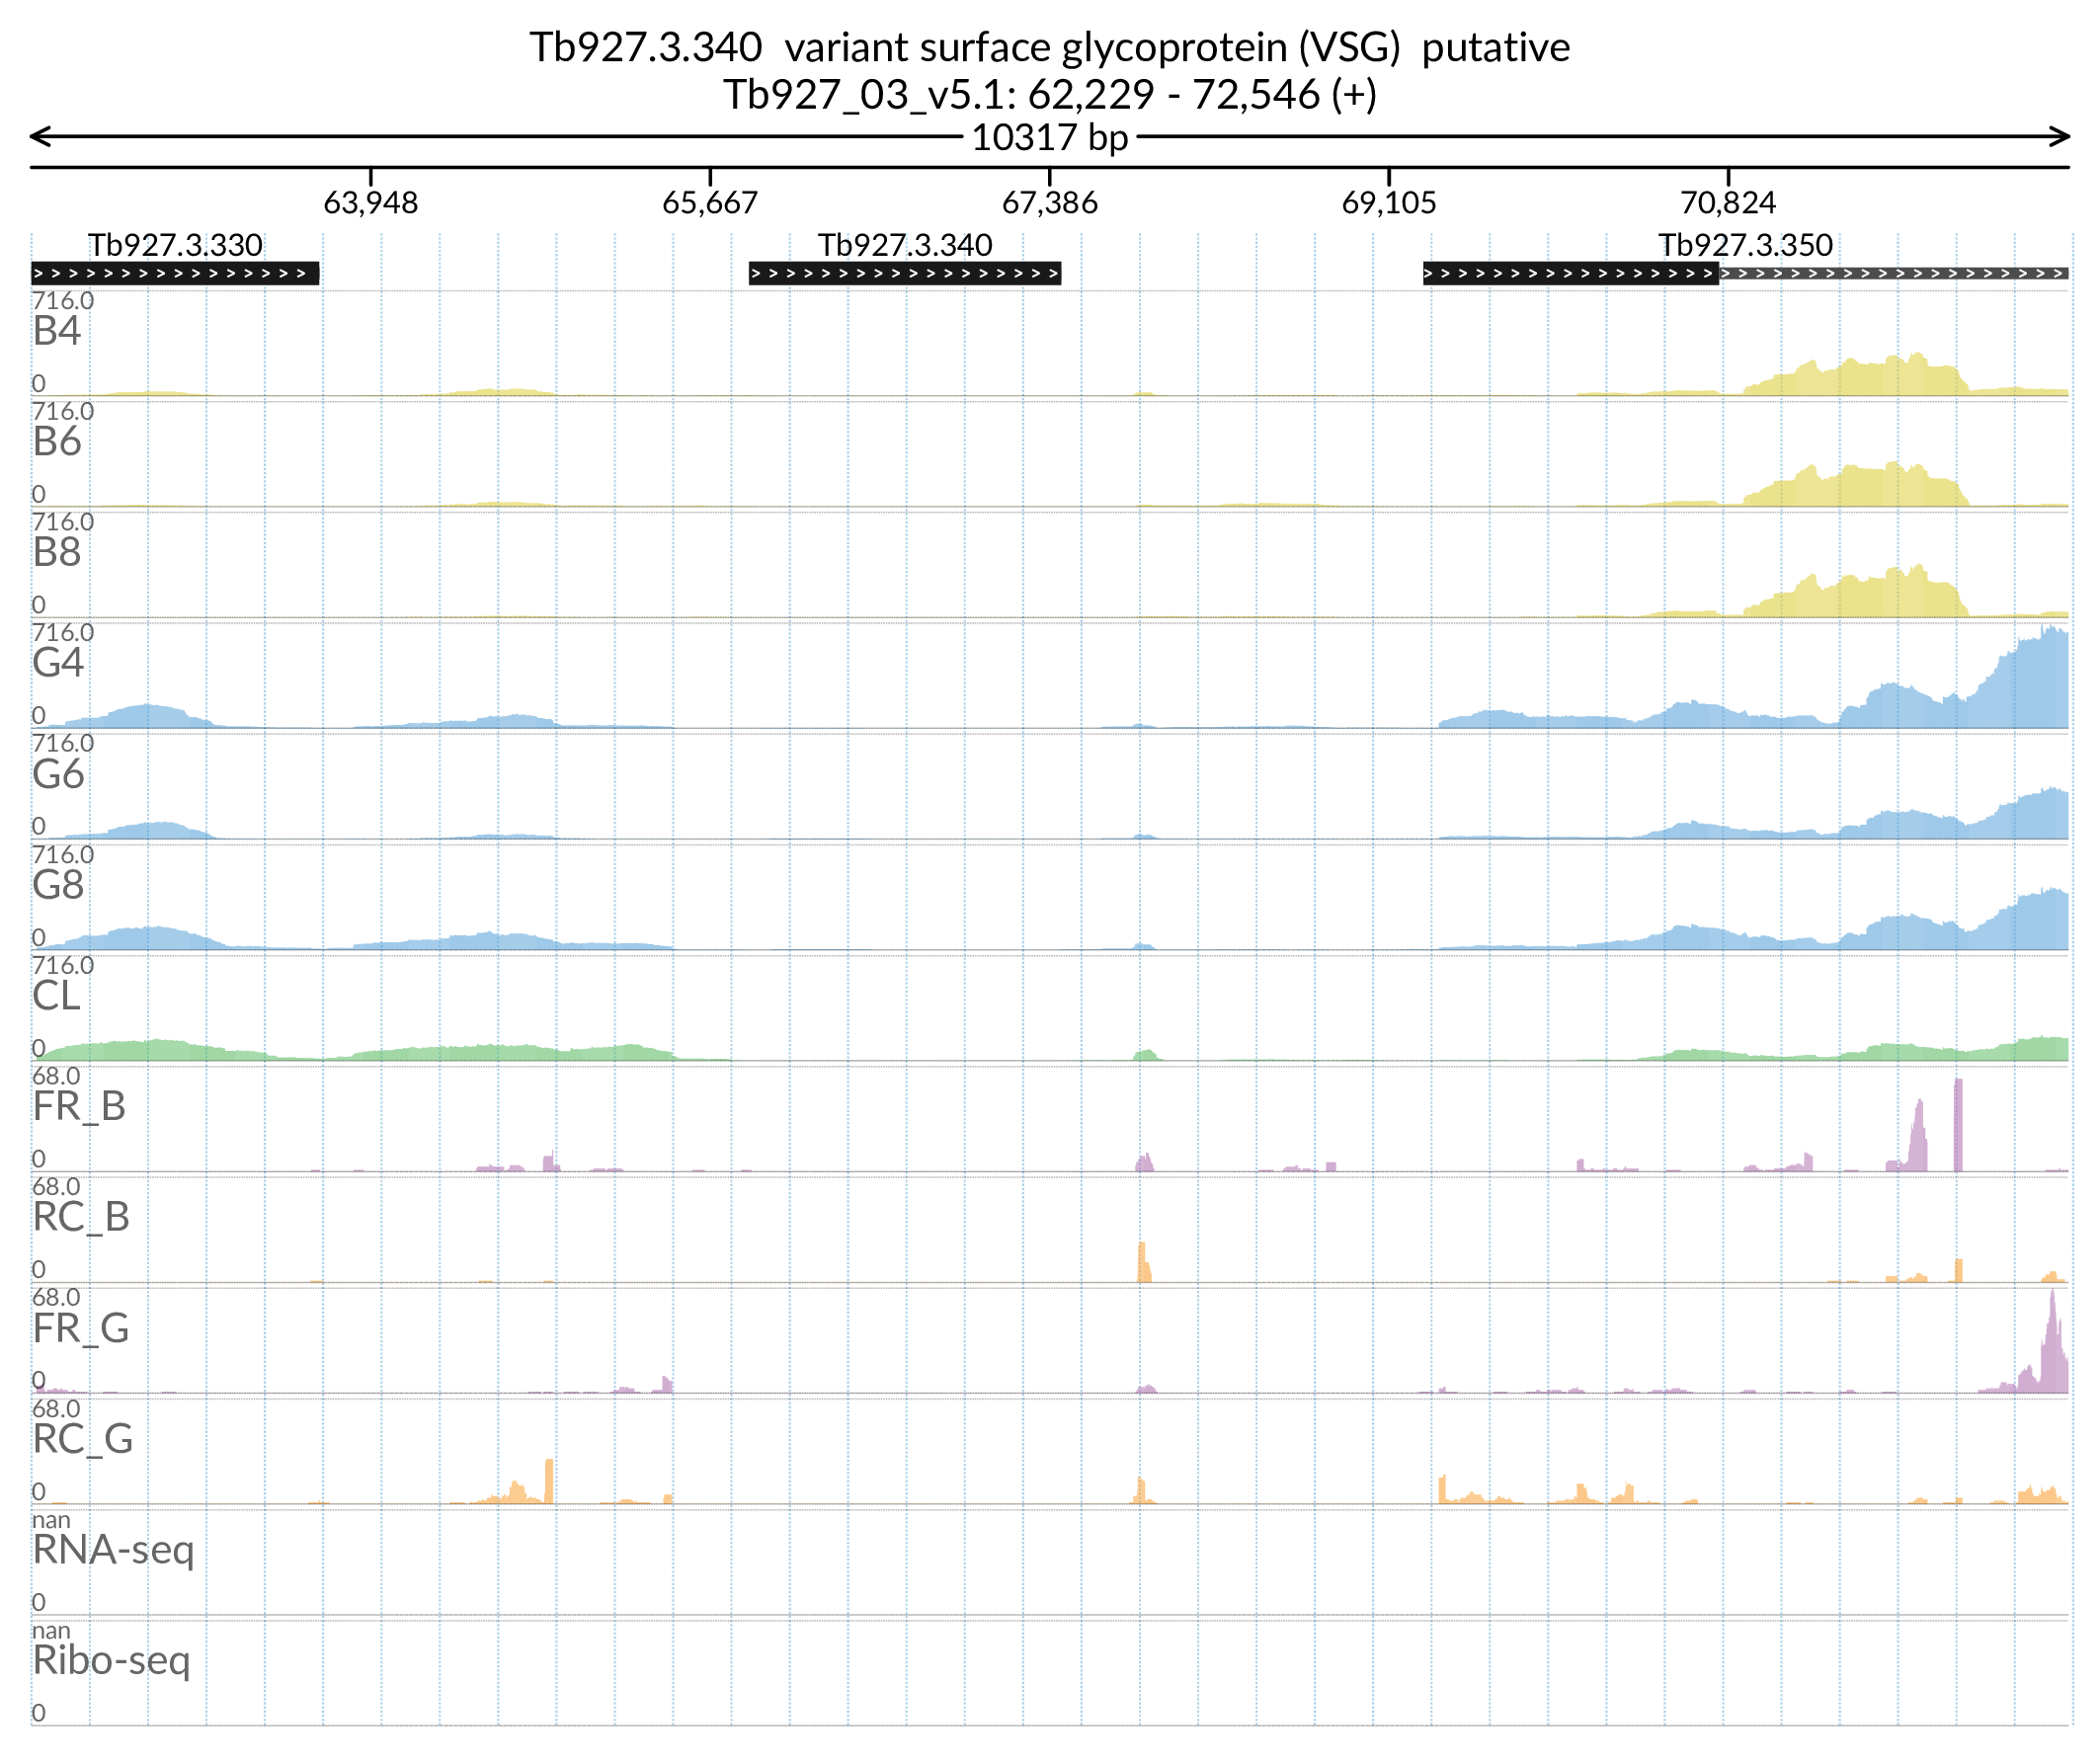 Tb927.3.340 variant surface glycoprotein (VSG) putative
Tb927_03_v5.1: 62,229 - 72,546 (+)
10317 bp
63,948 65,667 67,386 69,105 70,824
Tb927.3.330 Tb927.3.340 Tb927.3.350
716.0
B4
0
716.0
B6
0
716.0
B8
0
716.0
G4
0
716.0
G6
0
716.0
G8
0
716.0
CL
0
68.0
FR_B
0
68.0
RC_B
0
68.0
FR_G
0
68.0
RC_G
0
nan
RNA-seq
0
nan
Ribo-seq
0